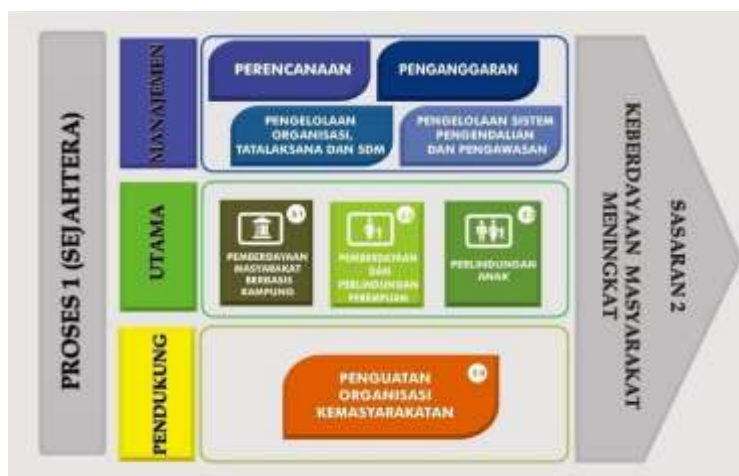 PROSES 1 (SEJAHTERA)
MANAJEMEN
PERENCANAAN
PENGANGGARAN
PENGELOLAAN
ORGANISASI,
TATALAKSANA DAN SDM
PENGELOLAAN SISTEM
PENGENDALIAN
DAN PENGAWASAN
UTAMA
PEMBERDAYAAN
MASYARAKAT
BERBASIS
KAMPUNG
PEMBERDAYAAN
DAN
PERLINDUNGAN
PEREMPUAN
PERLINDUNGAN
ANAK
PENDUKUNG
PENGUATAN
ORGANISASI
KEMASYARAKATAN
SASARAN 2
KEBERDAYAAN MASYARAKAT
MENINGKAT